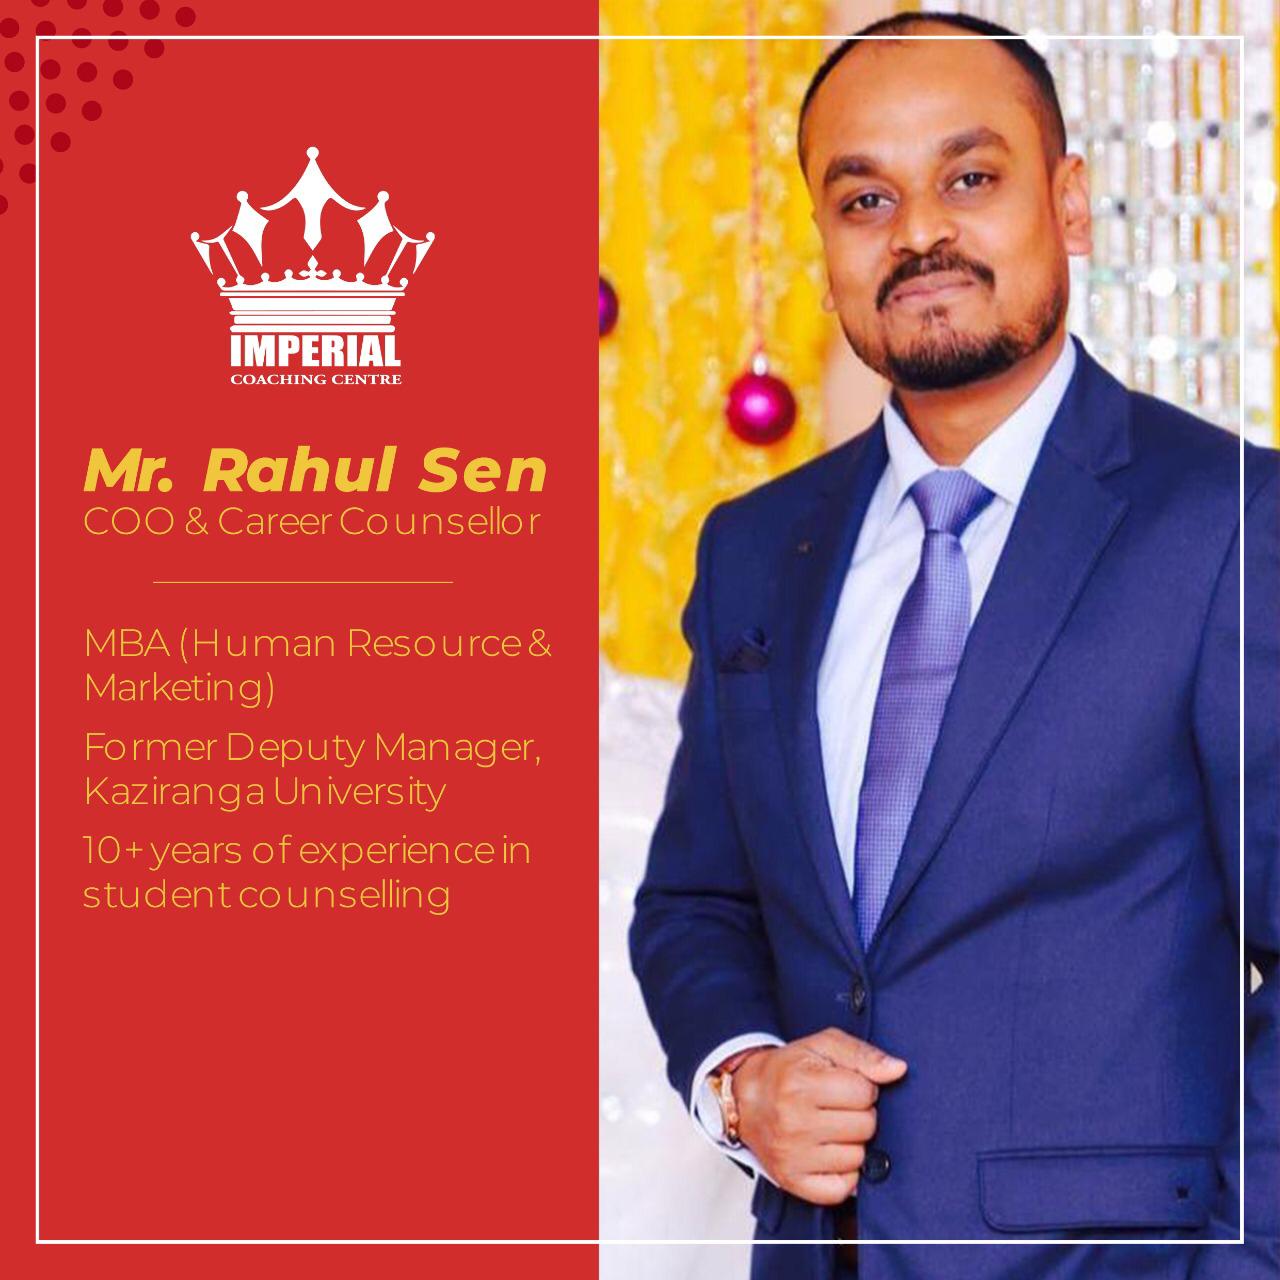 IMPERIAL
COACHING CENTRE
Mr. Rahul Sen
COO & Career Counsellor
MBA (Human Resource &
Marketing)
Former Deputy Manager,
Kaziranga University
10+ years of experience in
student counselling